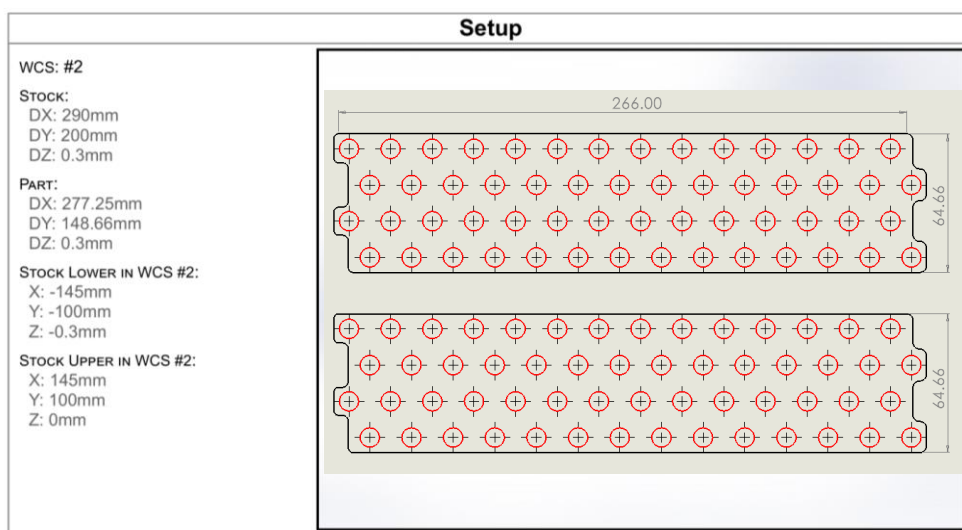 Setup
WCS: #2
STOCK:
DX: 290mm
DY: 200mm
DZ: 0.3mm
PART:
DX: 277.25mm
DY: 148.66mm
DZ: 0.3mm
STOCK LOWER IN WCS #2:
X: -145mm
Y: -100mm
Z: -0.3mm
STOCK UPPER IN WCS #2:
X: 145mm
Y: 100mm
Z: 0mm
266.00
64.66
64.66